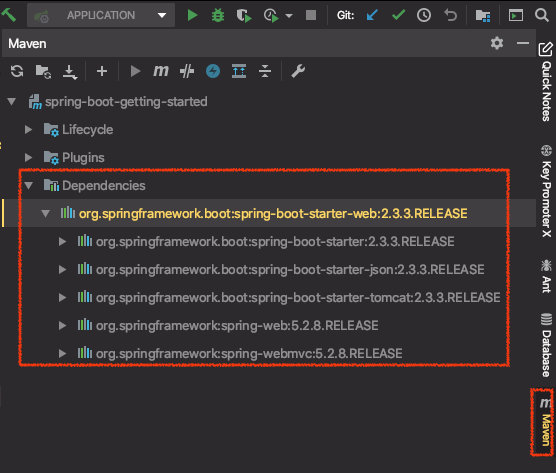 APPLICATION
Git:
Maven
spring-boot-getting-started
Lifecycle
Plugins
Dependencies
org.springframework.boot:spring-boot-starter-web:2.3.3.RELEASE
org.springframework.boot:spring-boot-starter:2.3.3.RELEASE
org.springframework.boot:spring-boot-starter-json:2.3.3.RELEASE
org.springframework.boot:spring-boot-starter-tomcat:2.3.3.RELEASE
org.springframework:spring-web:5.2.8.RELEASE
org.springframework:spring-webmvc:5.2.8.RELEASE
Quick Notes
Key Promoter X
Ant
Database
Maven